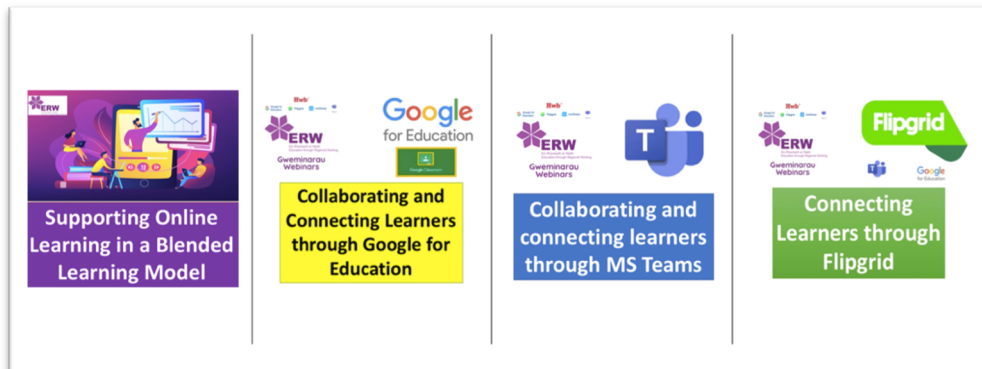 ERW
Supporting Online
Learning in a Blended
Learning Model
Hwb
ERW
Gweminarau
Webinars
Google
for Education
Google Classroom
Collaborating and
Connecting Learners
through Google for
Education
Hwb
ERW
Gweminarau
Webinars
T
Collaborating and
connecting learners
through MS Teams
Hwb
ERW
Gweminarau
Webinars
Flipgrid
Google
for Education
Connecting
Learners through
Flipgrid